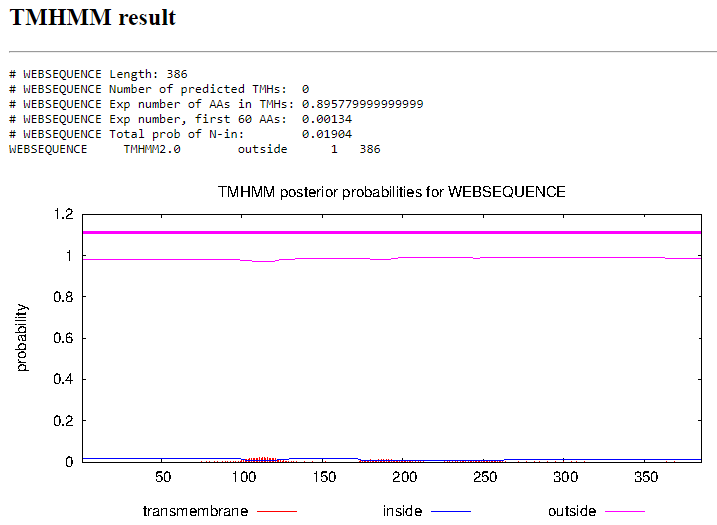 TMHMM result
# WEBSEQUENCE Length: 386
# WEBSEQUENCE Number of predicted TMHs:  0
# WEBSEQUENCE Exp number of AAs in TMHs: 0.895779999999999
# WEBSEQUENCE Exp number, first 60 AAs:  0.00134
# WEBSEQUENCE Total prob of N-in:        0.01904
WEBSEQUENCE     TMHMM2.0        outside      1   386
TMHMM posterior probabilities for WEBSEQUENCE
1.2
1
0.8
0.6
0.4
0.2
0
probability
50 100 150 200 250 300 350
transmembrane inside outside